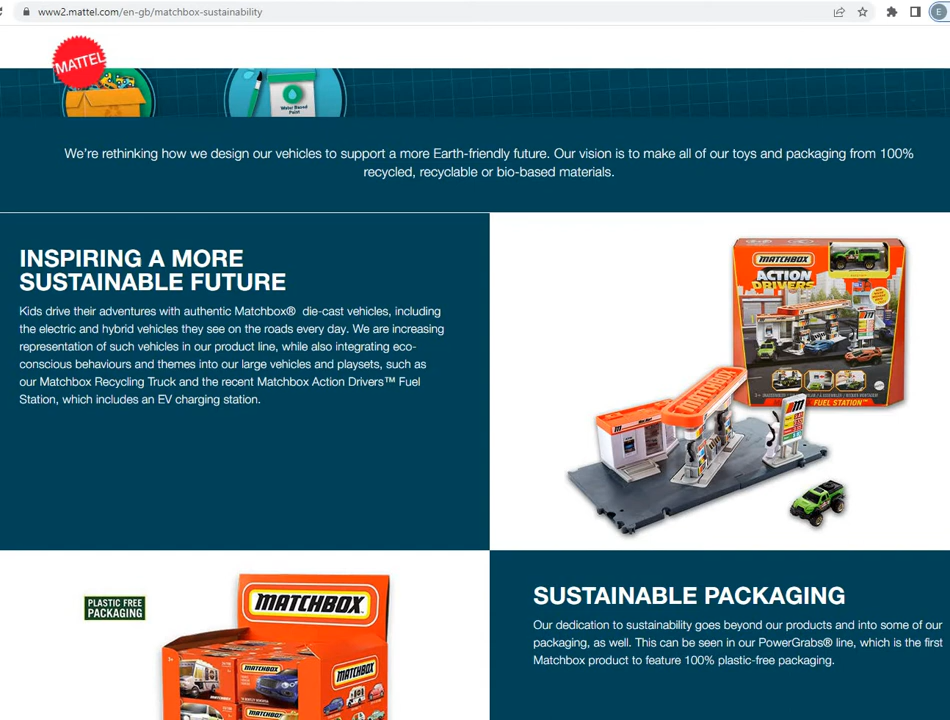 www2.mattel.com/en-gb/matchbox-sustainability
E
MATTEL
Water Based
Paint
We're rethinking how we design our vehicles to support a more Earth-friendly future. Our vision is to make all of our toys and packaging from 100%
recycled, recyclable or bio-based materials.
INSPIRING A MORE
SUSTAINABLE FUTURE
Kids drive their adventures with authentic Matchbox®  die-cast vehicles, including
the electric and hybrid vehicles they see on the roads every day. We are increasing
representation of such vehicles in our product line, while also integrating eco-
conscious behaviours and themes into our large vehicles and playsets, such as
our Matchbox Recycling Truck and the recent Matchbox Action Drivers™ Fuel
Station, which includes an EV charging station.
MATCHBOX
ACTION
DRIVERS
FUEL STATION™
MATCHBOX
PLASTIC FREE
PACKAGING
MATCHBOX
MATCHBOX
MATCHBOX
MATCHBOX
SUSTAINABLE PACKAGING
Our dedication to sustainability goes beyond our products and into some of our
packaging, as well. This can be seen in our PowerGrabs® line, which is the first
Matchbox product to feature 100% plastic-free packaging.